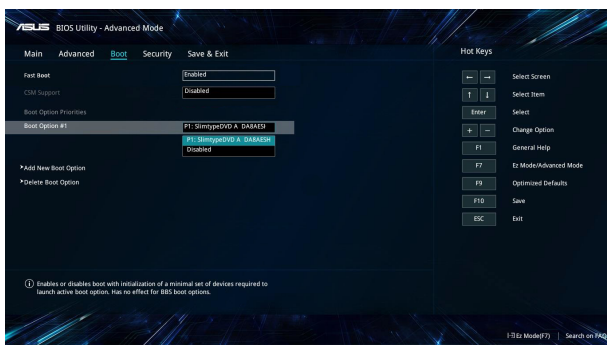 ASUS BIOS Utility - Advanced Mode
Main Advanced Boot Security Save & Exit
Hot Keys
Fast Boot Enabled
CSM Support Disabled
Boot Option Priorities
Boot Option #1 P1: SlimtypeDVD A DA8AESI
P1: SlimtypeDVD A DA8AESH
Disabled
Add New Boot Option
Delete Boot Option
← → Select Screen
↑ ↓ Select Item
Enter Select
+ − Change Option
F1 General Help
F7 Ez Mode/Advanced Mode
F9 Optimized Defaults
F10 Save
ESC Exit
Enables or disables boot with initialization of a minimal set of devices required to
launch active boot option. Has no effect for BBS boot options.
Ez Mode(F7) | Search on FAQ